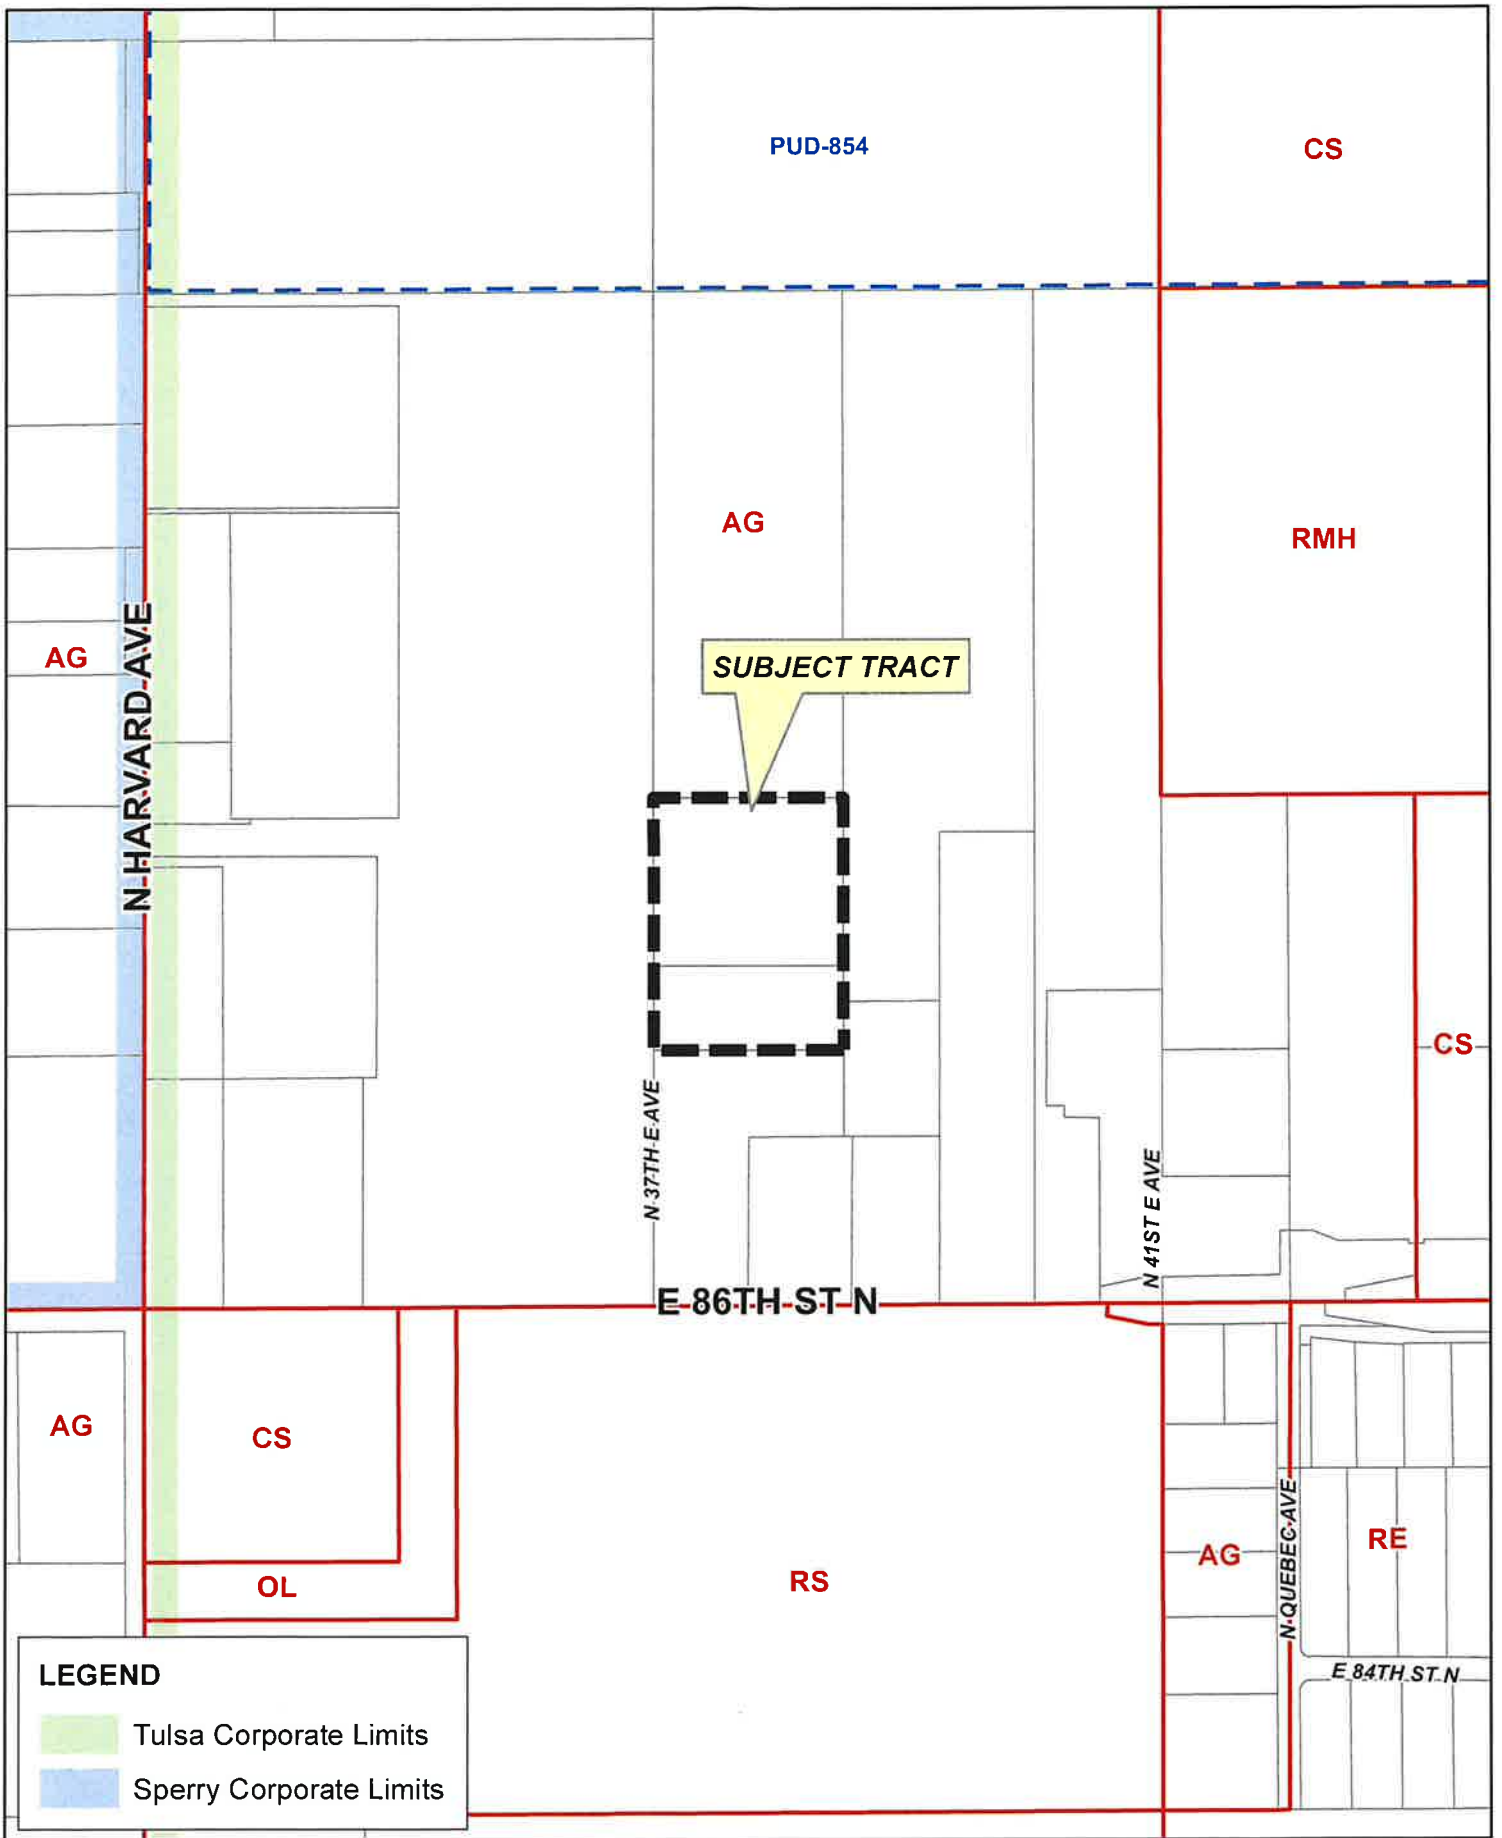 PUD-854
CS
AG
RMH
AG
N HARVARD AVE
SUBJECT TRACT
CS
N 37TH E AVE
N 41ST E AVE
E 86TH ST N
AG
CS
OL
RS
AG
N QUEBEC AVE
RE
E 84TH ST N
LEGEND
Tulsa Corporate Limits
Sperry Corporate Limits